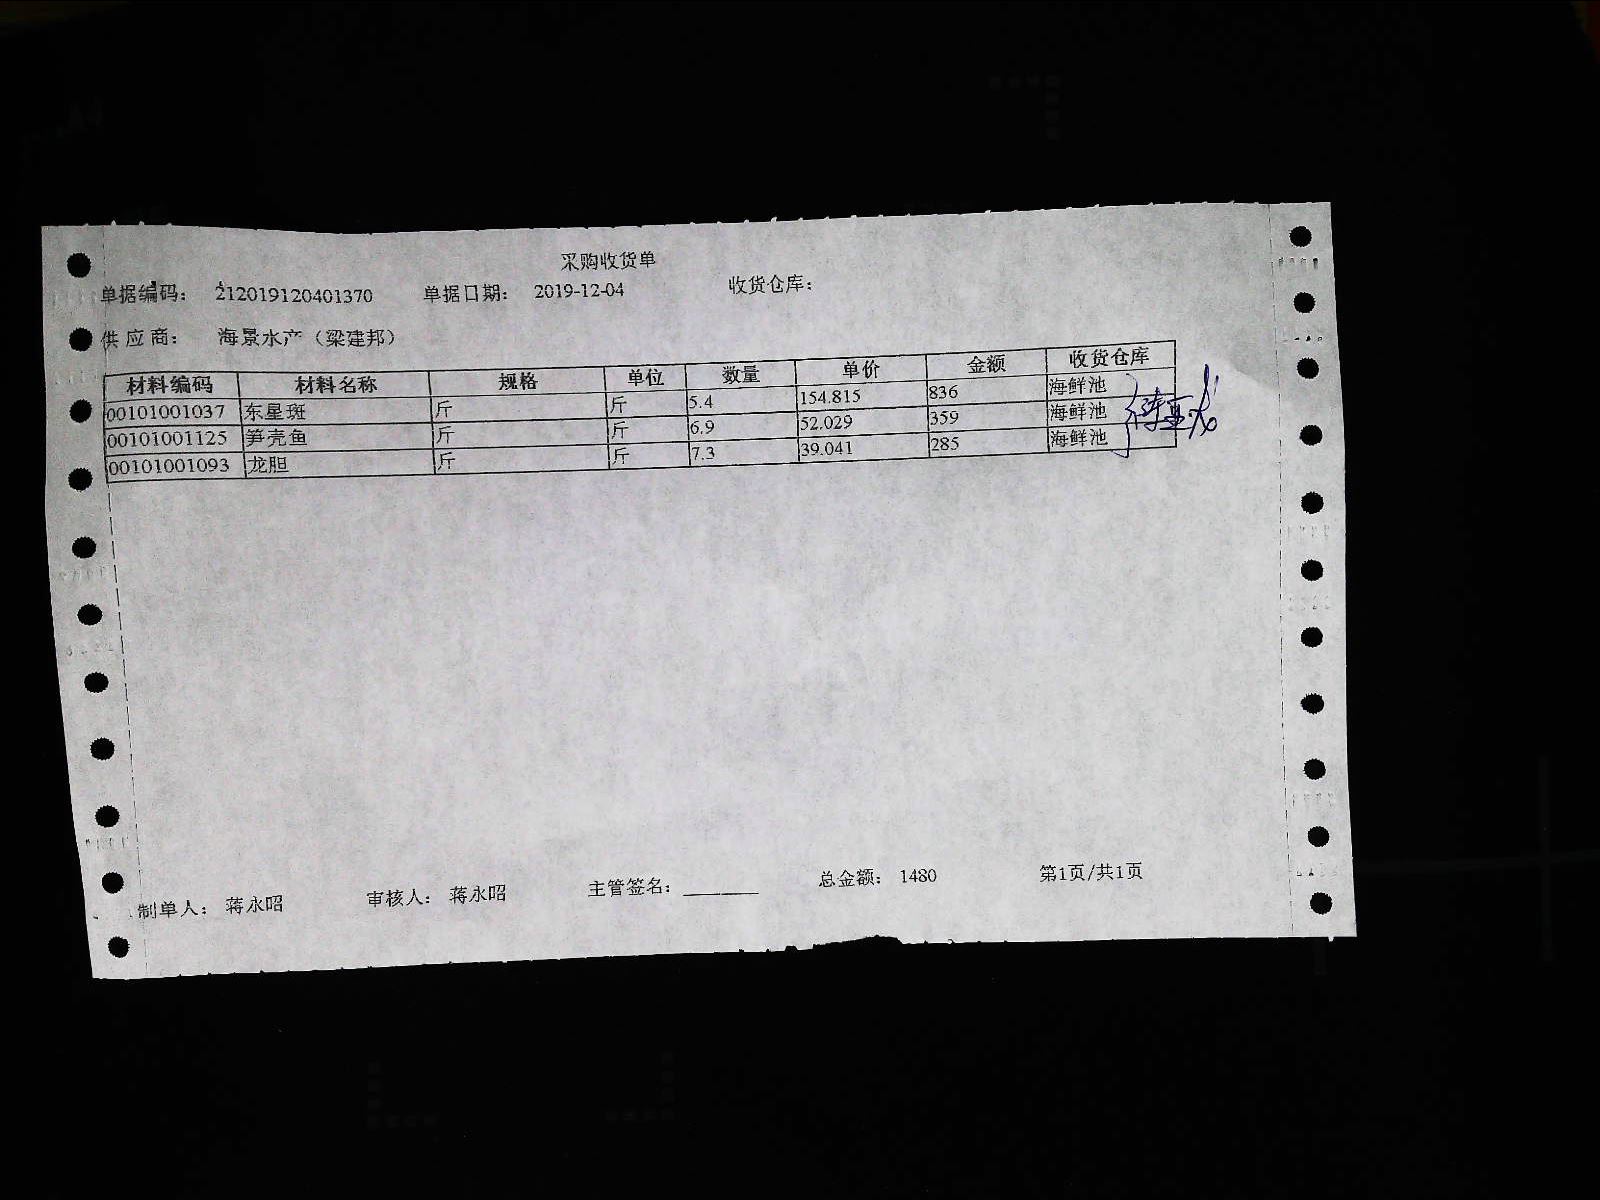 采购收货单
单据编码： 212019120401370 单据日期： 2019-12-04 收货仓库：
供应商： 海景水产（梁建邦）
材料编码 材料名称 规格 单位 数量 单价 金额 收货仓库
00101001037 东星斑 斤 斤 5.4 154.815 836 海鲜池
00101001125 笋壳鱼 斤 斤 6.9 52.029 359 海鲜池
00101001093 龙胆 斤 斤 7.3 39.041 285 海鲜池
制单人： 蒋永昭 审核人： 蒋永昭 主管签名： 总金额： 1480 第1页/共1页